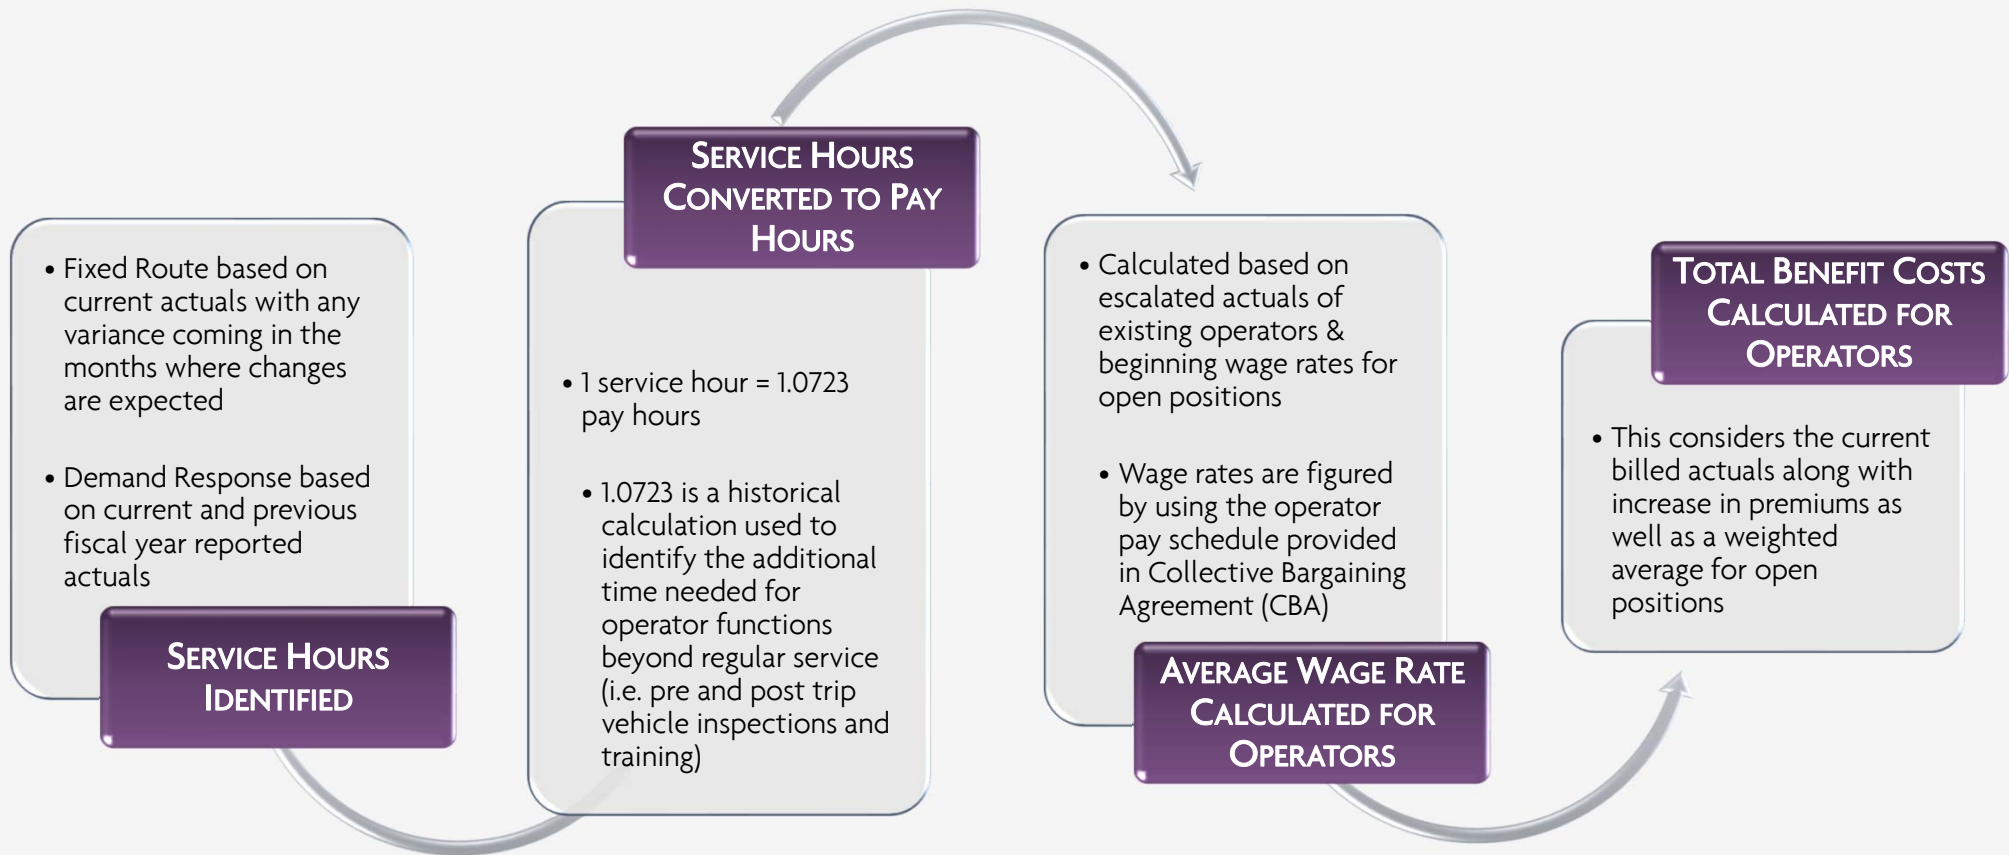 • Fixed Route based on
current actuals with any
variance coming in the
months where changes
are expected
• Demand Response based
on current and previous
fiscal year reported
actuals
SERVICE HOURS
IDENTIFIED
SERVICE HOURS
CONVERTED TO PAY
HOURS
• 1 service hour = 1.0723
pay hours
• 1.0723 is a historical
calculation used to
identify the additional
time needed for
operator functions
beyond regular service
(i.e. pre and post trip
vehicle inspections and
training)
• Calculated based on
escalated actuals of
existing operators &
beginning wage rates for
open positions
• Wage rates are figured
by using the operator
pay schedule provided
in Collective Bargaining
Agreement (CBA)
AVERAGE WAGE RATE
CALCULATED FOR
OPERATORS
TOTAL BENEFIT COSTS
CALCULATED FOR
OPERATORS
• This considers the current
billed actuals along with
increase in premiums as
well as a weighted
average for open
positions